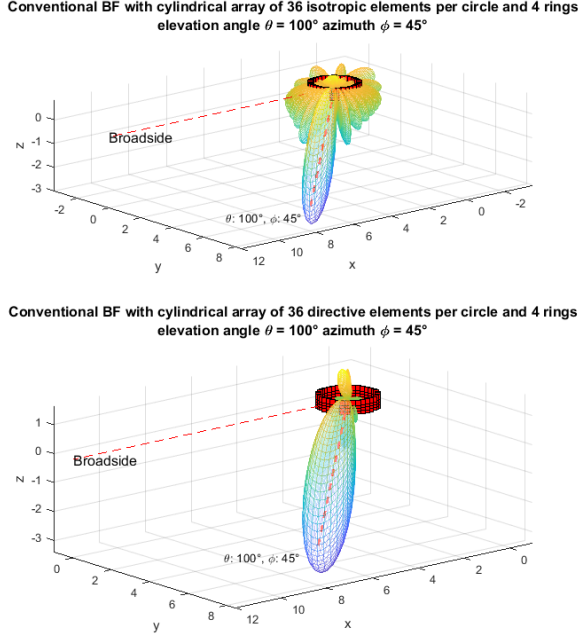 Conventional BF with cylindrical array of 36 isotropic elements per circle and 4 rings
elevation angle θ = 100° azimuth ϕ = 45°
0
-1
-2
-3
z
Broadside
θ: 100°, ϕ: 45°
-2
0
2
4
6
8
y
12
10
8
6
4
2
0
-2
x
Conventional BF with cylindrical array of 36 directive elements per circle and 4 rings
elevation angle θ = 100° azimuth ϕ = 45°
1
0
-1
-2
-3
z
Broadside
θ: 100°, ϕ: 45°
0
2
4
6
8
y
12
10
8
6
4
2
0
x